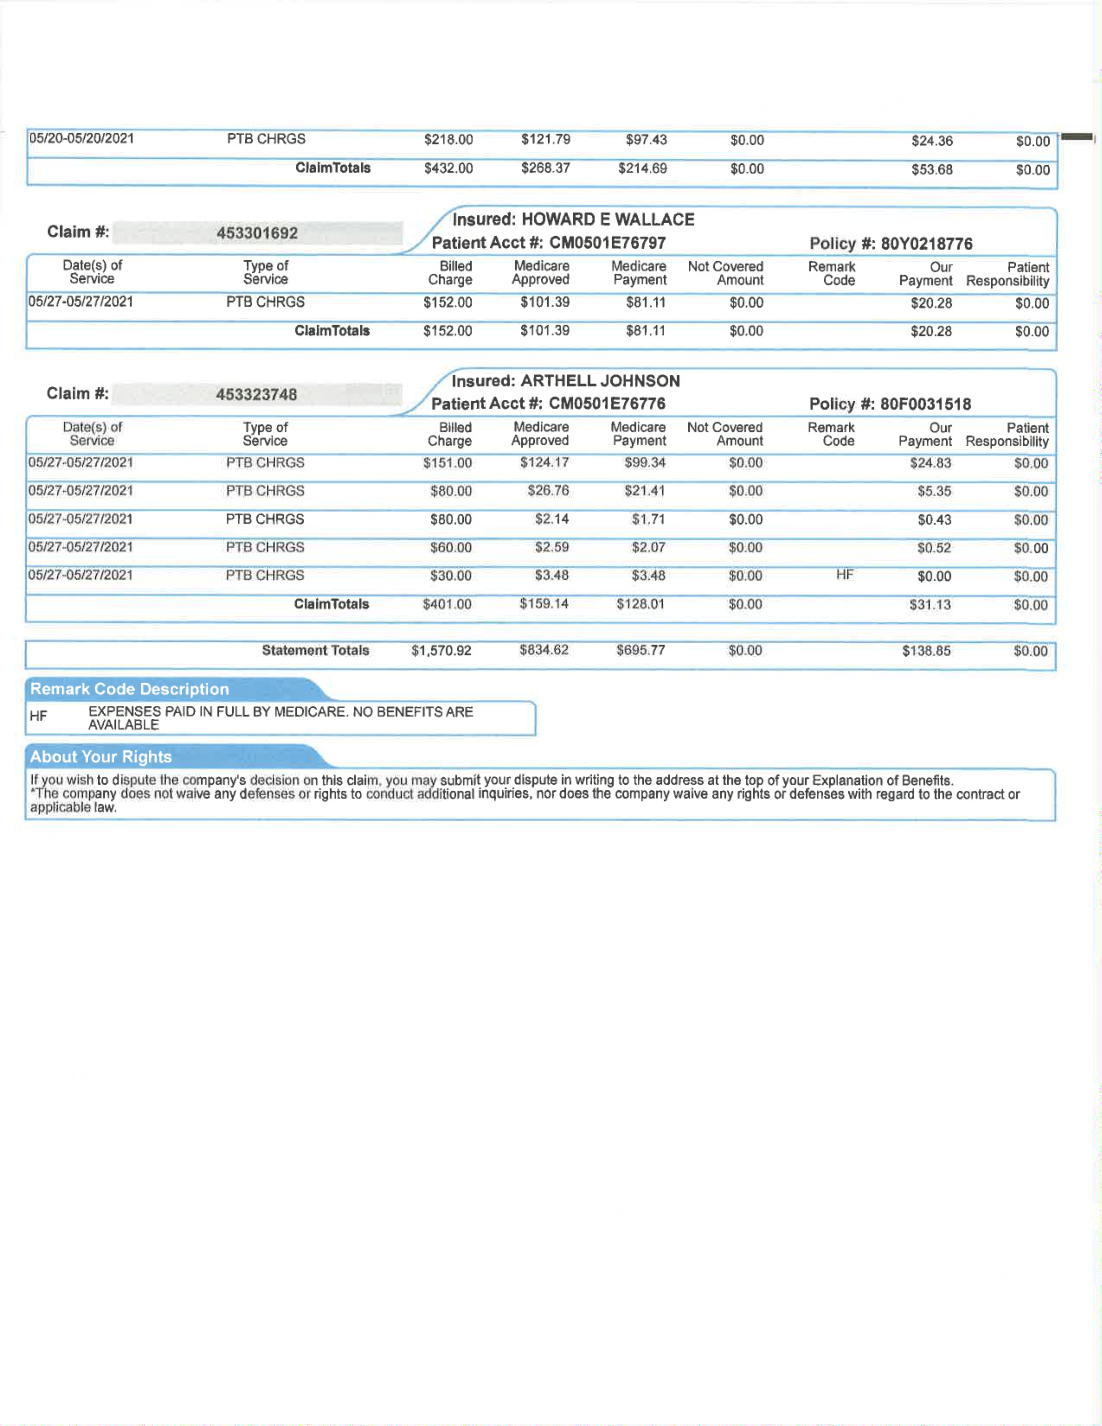 05/20-05/20/2021 PTB CHRGS $218.00 $121.79 $97.43 $0.00 $24.36 $0.00
ClaimTotals $432.00 $268.37 $214.69 $0.00 $53.68 $0.00
Insured: HOWARD E WALLACE
Claim #: 453301692
Patient Acct #: CM0501E76797 Policy #: 80Y0218776
Date(s) of Type of Billed Medicare Medicare Not Covered Remark Our Patient
Service Service Charge Approved Payment Amount Code Payment Responsibility
05/27-05/27/2021 PTB CHRGS $152.00 $101.39 $81.11 $0.00 $20.28 $0.00
ClaimTotals $152.00 $101.39 $81.11 $0.00 $20.28 $0.00
Insured: ARTHELL JOHNSON
Claim #: 453323748
Patient Acct #: CM0501E76776 Policy #: 80F0031518
Date(s) of Type of Billed Medicare Medicare Not Covered Remark Our Patient
Service Service Charge Approved Payment Amount Code Payment Responsibility
05/27-05/27/2021 PTB CHRGS $151.00 $124.17 $99.34 $0.00 $24.83 $0.00
05/27-05/27/2021 PTB CHRGS $80.00 $26.76 $21.41 $0.00 $5.35 $0.00
05/27-05/27/2021 PTB CHRGS $80.00 $2.14 $1.71 $0.00 $0.43 $0.00
05/27-05/27/2021 PTB CHRGS $60.00 $2.59 $2.07 $0.00 $0.52 $0.00
05/27-05/27/2021 PTB CHRGS $30.00 $3.48 $3.48 $0.00 HF $0.00 $0.00
ClaimTotals $401.00 $159.14 $128.01 $0.00 $31.13 $0.00
Statement Totals $1,570.92 $834.62 $695.77 $0.00 $138.85 $0.00
Remark Code Description
HF EXPENSES PAID IN FULL BY MEDICARE. NO BENEFITS ARE
AVAILABLE
About Your Rights
If you wish to dispute the company's decision on this claim, you may submit your dispute in writing to the address at the top of your Explanation of Benefits.
*The company does not waive any defenses or rights to conduct additional inquiries, nor does the company waive any rights or defenses with regard to the contract or
applicable law.